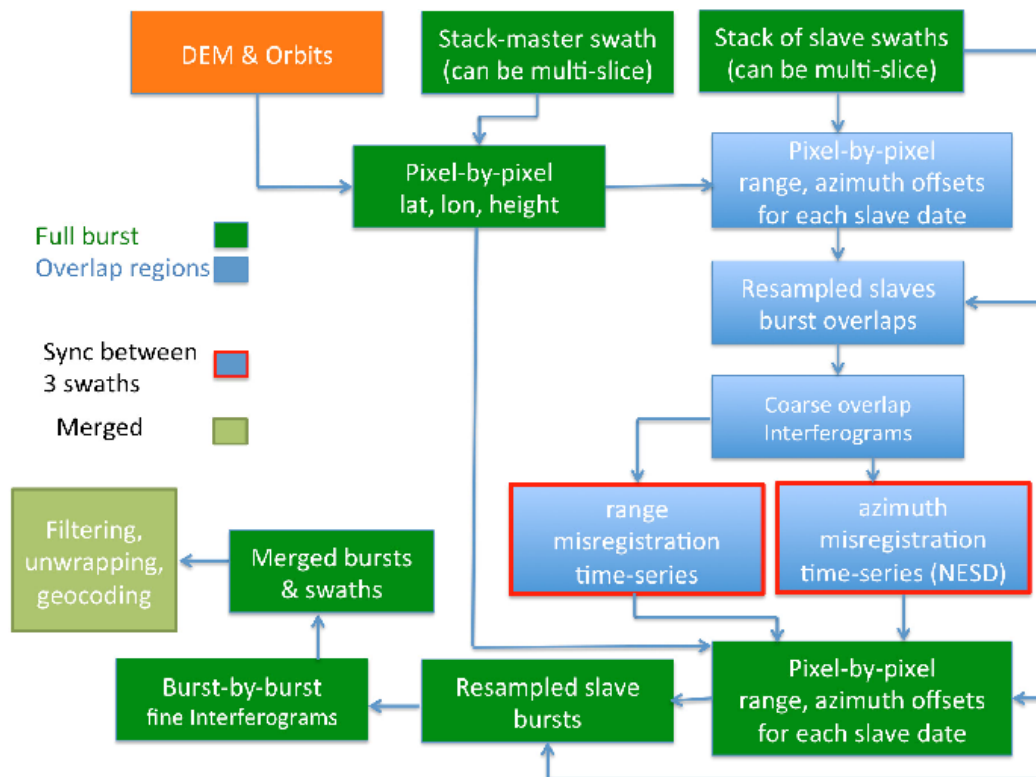 DEM & Orbits
Stack-master swath
(can be multi-slice)
Stack of slave swaths
(can be multi-slice)
Pixel-by-pixel
lat, lon, height
Pixel-by-pixel
range, azimuth offsets
for each slave date
Full burst
Overlap regions
Sync between
3 swaths
Merged
Resampled slaves
burst overlaps
Coarse overlap
Interferograms
range
misregistration
time-series
azimuth
misregistration
time-series (NESD)
Filtering,
unwrapping,
geocoding
Merged bursts
& swaths
Burst-by-burst
fine Interferograms
Resampled slave
bursts
Pixel-by-pixel
range, azimuth offsets
for each slave date